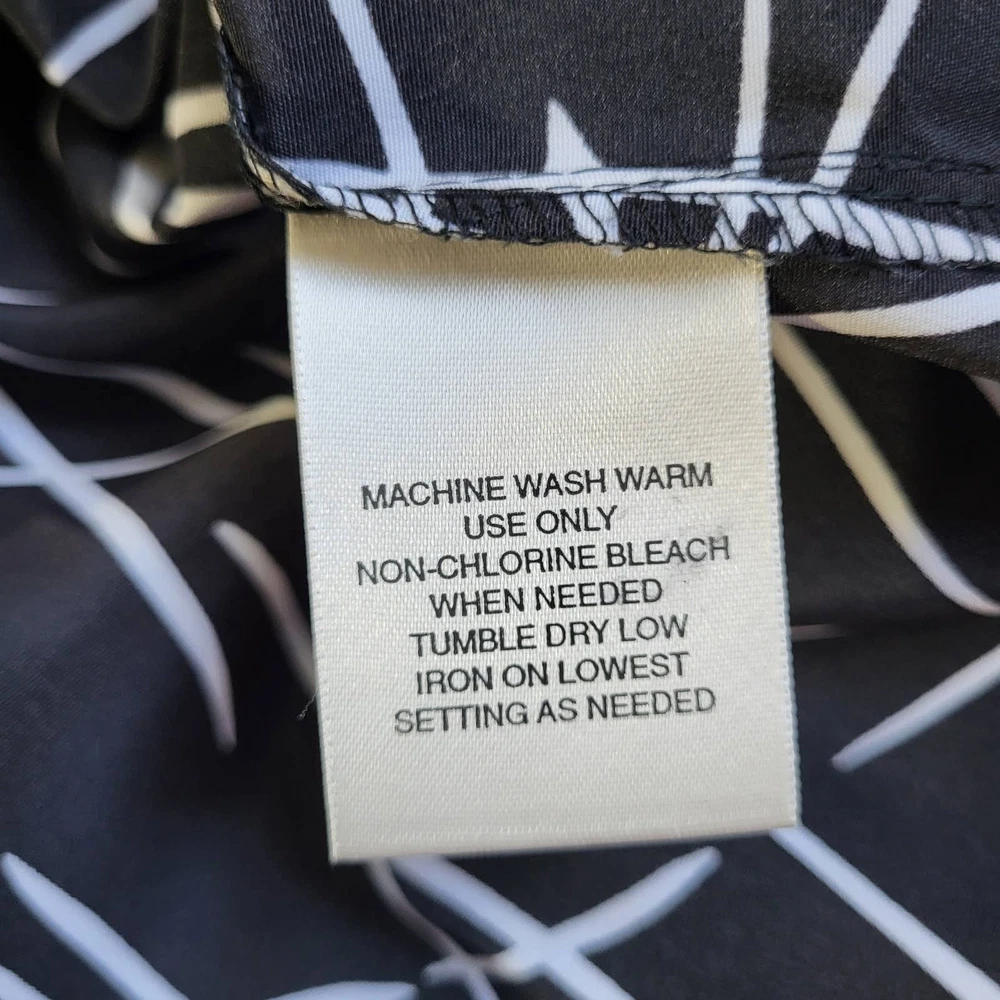 MACHINE WASH WARM
USE ONLY
NON-CHLORINE BLEACH
WHEN NEEDED
TUMBLE DRY LOW
IRON ON LOWEST
SETTING AS NEEDED